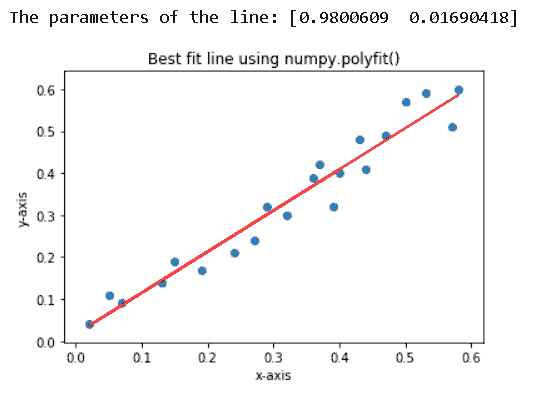 The parameters of the line: [0.9800609  0.01690418]
Best fit line using numpy.polyfit()
0.6
0.5
0.4
0.3
0.2
0.1
0.0
y-axis
0.0 0.1 0.2 0.3 0.4 0.5 0.6
x-axis